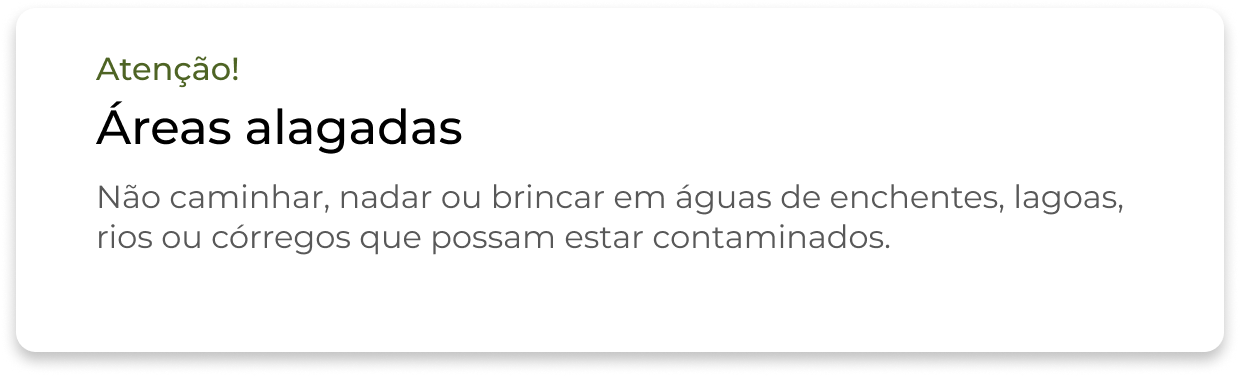 Atenção!
Áreas alagadas
Não caminhar, nadar ou brincar em águas de enchentes, lagoas,
rios ou córregos que possam estar contaminados.